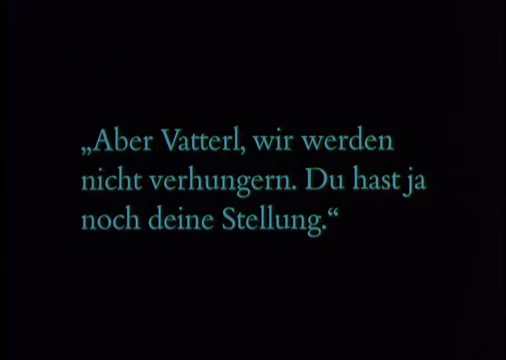 „Aber Vatterl, wir werden
nicht verhungern. Du hast ja
noch deine Stellung.“